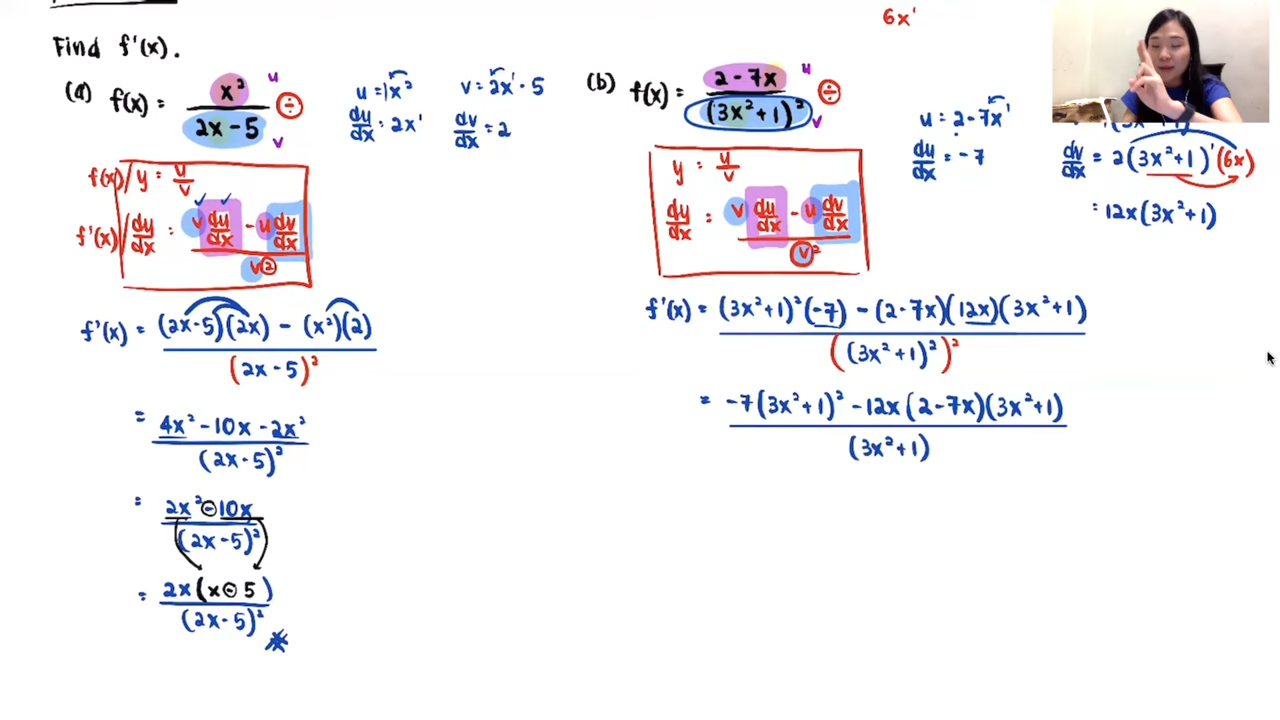 6x'
Find f'(x).
(a) f(x) = x² / 2x - 5 u ÷ v
u = 1x² v = 2x' - 5
du/dx = 2x' dv/dx = 2
f(x)/y = u/v
f'(x)/du/dx = v du/dx - u dv/dx / v²
f'(x) = (2x-5)(2x) - (x²)(2) / (2x-5)²
= 4x² - 10x - 2x² / (2x-5)²
= 2x² - 10x / (2x-5)²
= 2x(x - 5) / (2x-5)²
(b) f(x) = 2 - 7x / (3x² + 1)² u ÷ v
u = 2 - 7x'
du/dx = -7
dv/dx = 2(3x² + 1)'(6x)
= 12x(3x² + 1)
y = u/v
du/dx = v du/dx - u dv/dx / v²
f'(x) = (3x² + 1)²(-7) - (2-7x)(12x)(3x² + 1) / ((3x² + 1)²)²
= -7(3x² + 1)² - 12x(2-7x)(3x² + 1) / (3x² + 1)